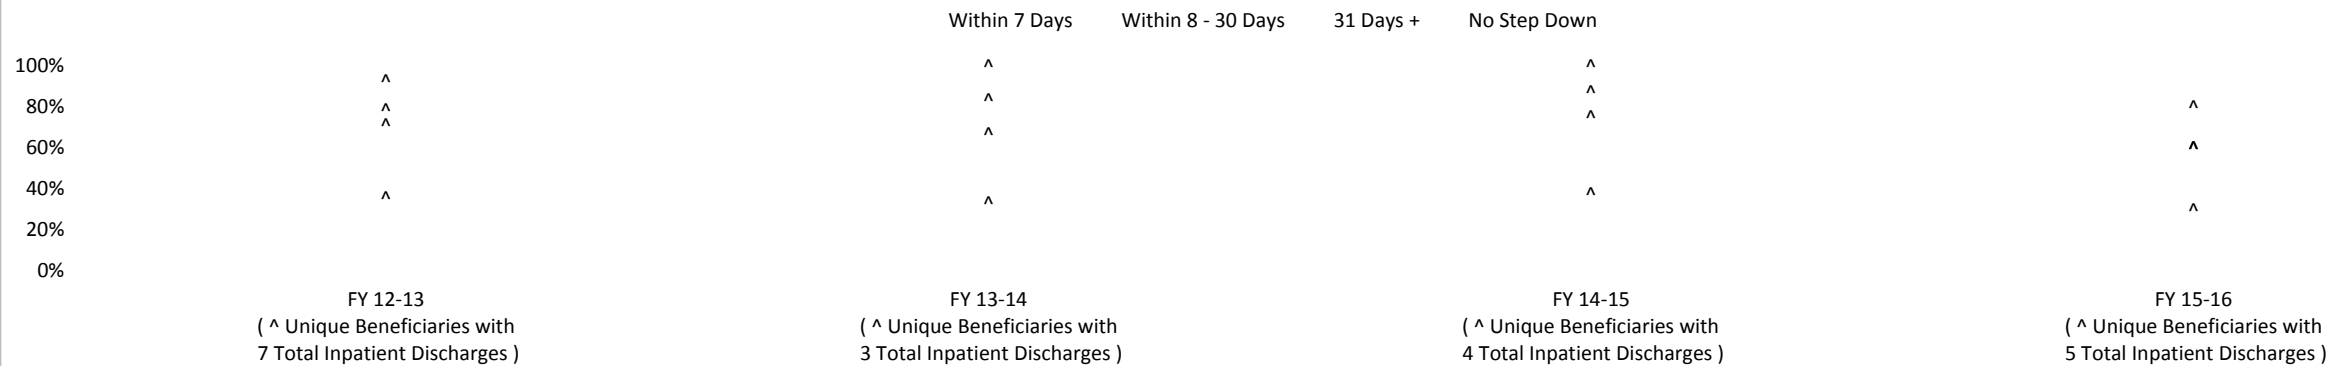 Within 7 Days Within 8 - 30 Days 31 Days + No Step Down
100%
80%
60%
40%
20%
0%
^ ^ ^ ^
^ ^ ^ ^
^ ^ ^ ^
^ ^ ^ ^
FY 12-13 FY 13-14 FY 14-15 FY 15-16
( ^ Unique Beneficiaries with ( ^ Unique Beneficiaries with ( ^ Unique Beneficiaries with ( ^ Unique Beneficiaries with
7 Total Inpatient Discharges ) 3 Total Inpatient Discharges ) 4 Total Inpatient Discharges ) 5 Total Inpatient Discharges )